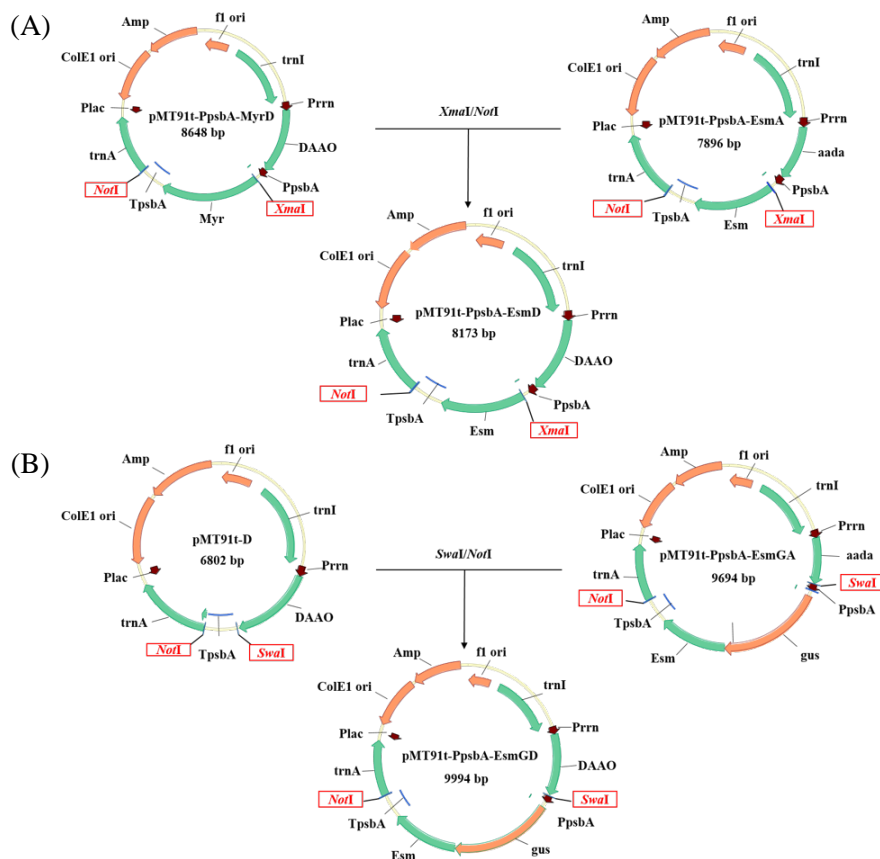 (A)
Amp
f1 ori
ColE1 ori
trnI
Plac
pMT91t-PpsbA-MyrD
8648 bp
Prrn
DAAO
trnA
PpsbA
NotI
TpsbA
XmaI
Myr
XmaI/NotI
Amp
f1 ori
ColE1 ori
trnI
Plac
pMT91t-PpsbA-EsmA
7896 bp
Prrn
aada
trnA
PpsbA
NotI
TpsbA
XmaI
Esm
Amp
f1 ori
ColE1 ori
trnI
Plac
pMT91t-PpsbA-EsmD
8173 bp
Prrn
trnA
DAAO
NotI
TpsbA
PpsbA
Esm
XmaI
(B)
Amp
f1 ori
ColE1 ori
trnI
pMT91t-D
6802 bp
Plac
Prrn
trnA
DAAO
NotI
TpsbA
SwaI
SwaI/NotI
Amp
f1 ori
ColE1 ori
trnI
Plac
Prrn
pMT91t-PpsbA-EsmGA
9694 bp
aada
trnA
SwaI
NotI
PpsbA
TpsbA
Esm
gus
Amp
f1 ori
ColE1 ori
trnI
Plac
Prrn
pMT91t-PpsbA-EsmGD
9994 bp
trnA
DAAO
NotI
SwaI
TpsbA
PpsbA
Esm
gus